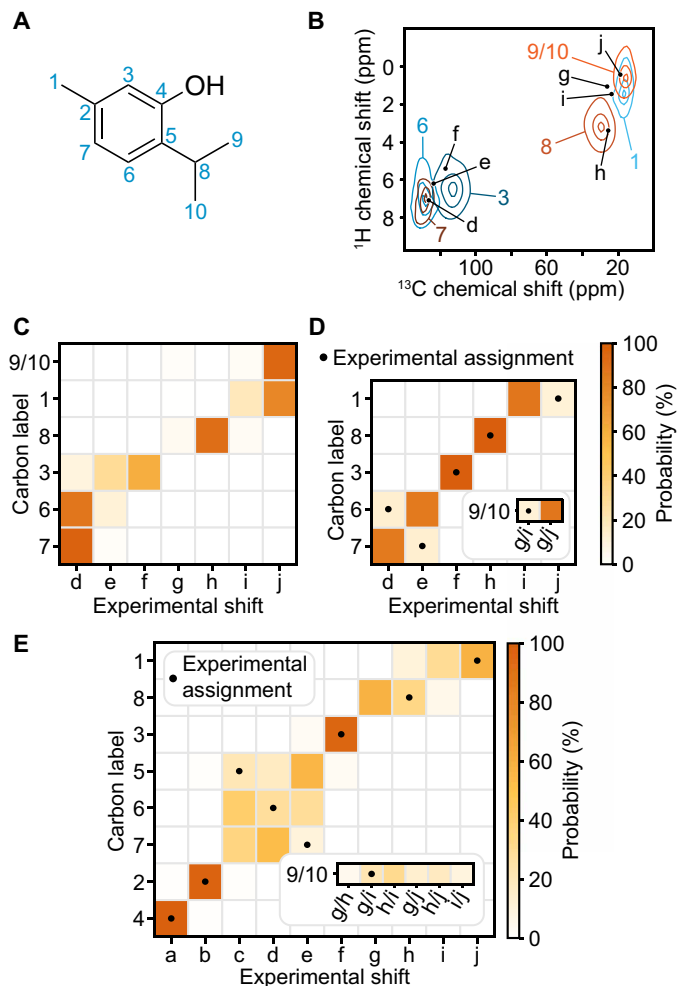 A
1
3
4
OH
2
5
9
7
6
8
10
B
9/10
j
g
i
6
f
e
8
1
h
3
d
7
0
2
4
6
8
¹H chemical shift (ppm)
100
60
20
¹³C chemical shift (ppm)
C
9/10
1
8
3
6
7
Carbon label
d e f g h i j
Experimental shift
D
Experimental assignment
1
8
3
6
7
Carbon label
9/10
g/i g/j
d e f h i j
Experimental shift
100
80
60
40
20
0
Probability (%)
E
Experimental
assignment
1
8
3
5
6
7
2
4
Carbon label
9/10
g/h g/i h/i g/j h/j i/j
a b c d e f g h i j
Experimental shift
100
80
60
40
20
0
Probability (%)